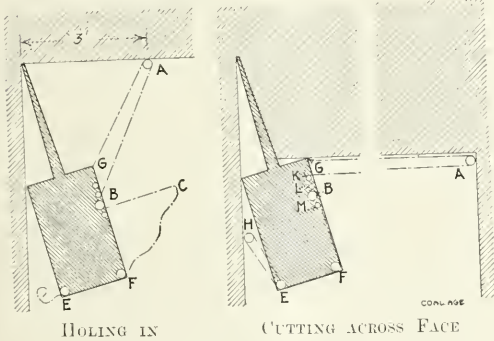 3'
A
G
B
C
F
E
HOLING IN
G
K
L
B
M
A
H
F
E
COAL AGE
CUTTING ACROSS FACE